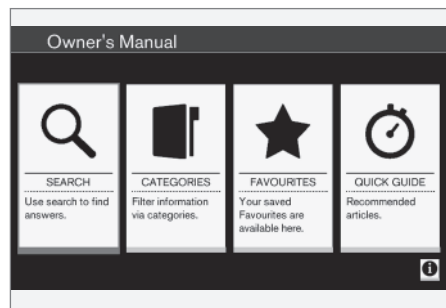 Owner's Manual
SEARCH
Use search to find
answers.
CATEGORIES
Filter information
via categories.
FAVOURITES
Your saved
Favourites are
available here.
QUICK GUIDE
Recommended
articles.
i